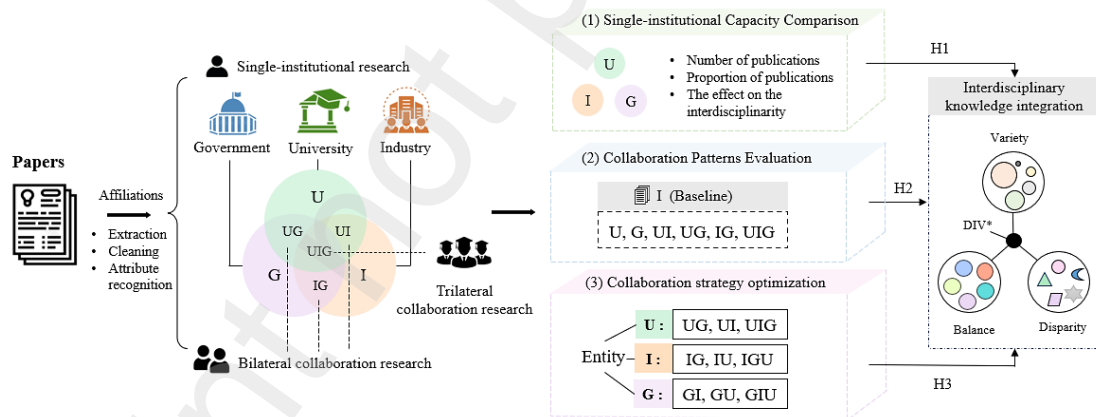 Papers
Affiliations
• Extraction
• Cleaning
• Attribute
recognition
Single-institutional research
Government
University
Industry
U
UG
UI
UIG
G
IG
I
Trilateral
collaboration research
Bilateral collaboration research
(1) Single-institutional Capacity Comparison
U
I
G
• Number of publications
• Proportion of publications
• The effect on the
interdisciplinarity
(2) Collaboration Patterns Evaluation
I (Baseline)
U, G, UI, UG, IG, UIG
(3) Collaboration strategy optimization
Entity
U :
UG, UI, UIG
I :
IG, IU, IGU
G :
GI, GU, GIU
H1
H2
H3
Interdisciplinary
knowledge integration
Variety
DIV*
Balance
Disparity